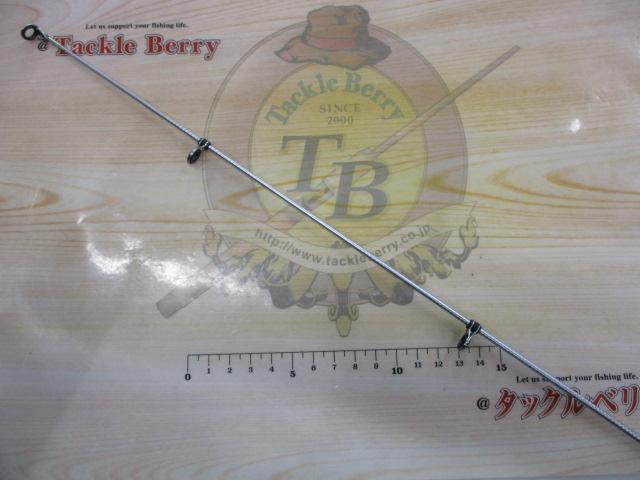 Let us support your fishing life.
@ Tackle Berry
Tackle Berry
SINCE
2000
TB
http://www.tackleberry.co.jp/
0 1 2 3 4 5 6 7 8 9 10 11 12 13 14 15
Let us support your fishing life.
@ タックルベリ